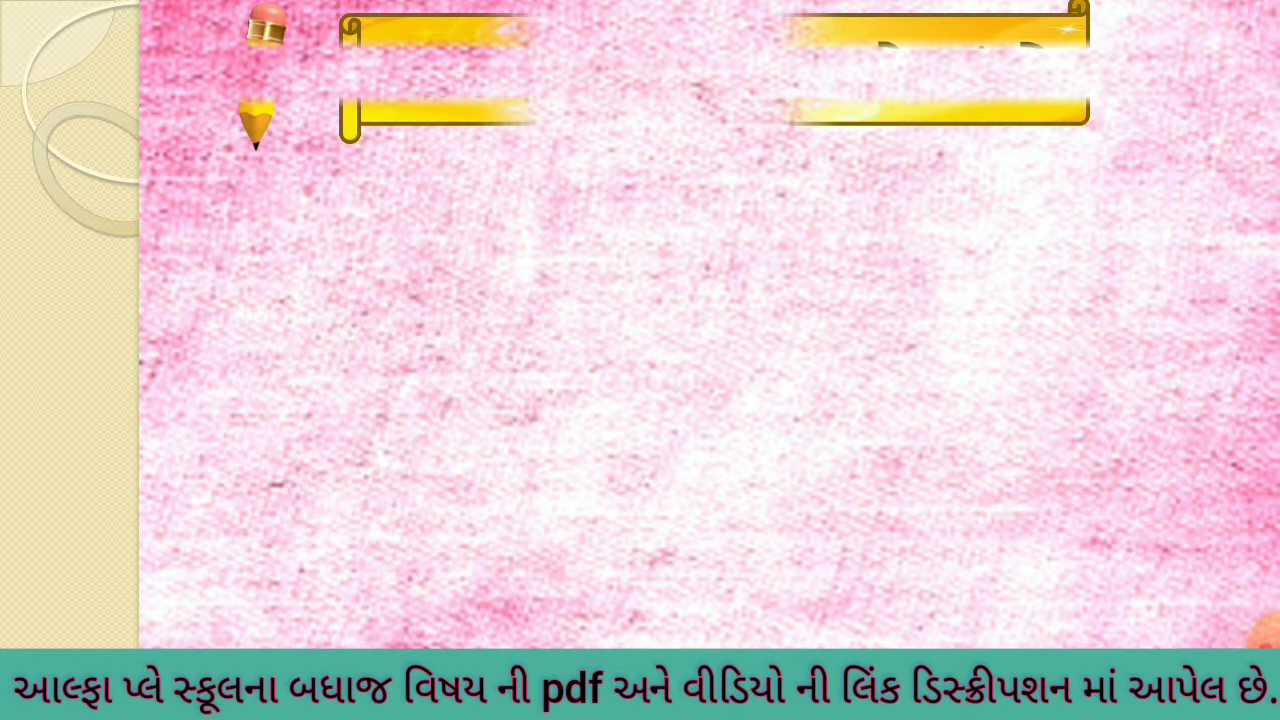 આલ્ફા પ્લે સ્કૂલના બધાજ વિષય ની pdf અને વીડિયો ની લિંક ડિસ્ક્રીપશન માં આપેલ છે.